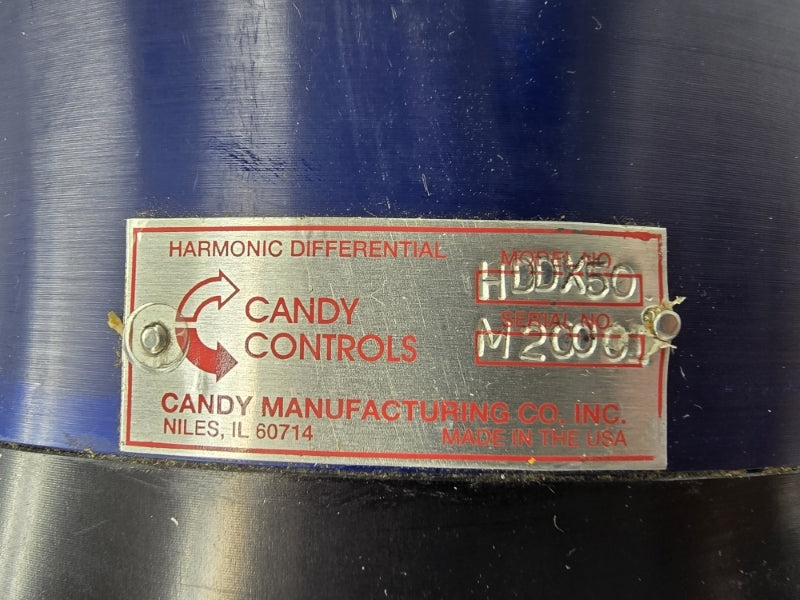 HARMONIC DIFFERENTIAL
MODEL NO.
HDDX50
CANDY
CONTROLS
SERIAL NO.
CANDY MANUFACTURING CO. INC.
NILES, IL 60714
MADE IN THE USA